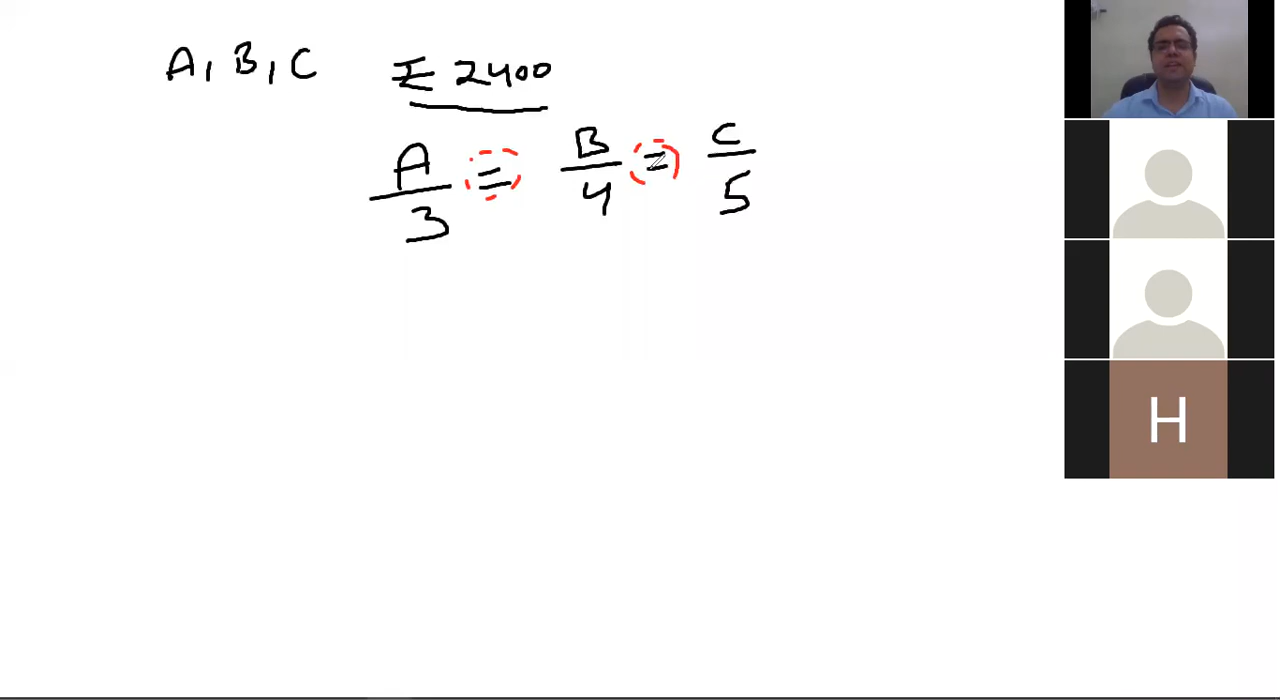 A, B, C ₹ 2400
A/3 = B/4 = C/5
H